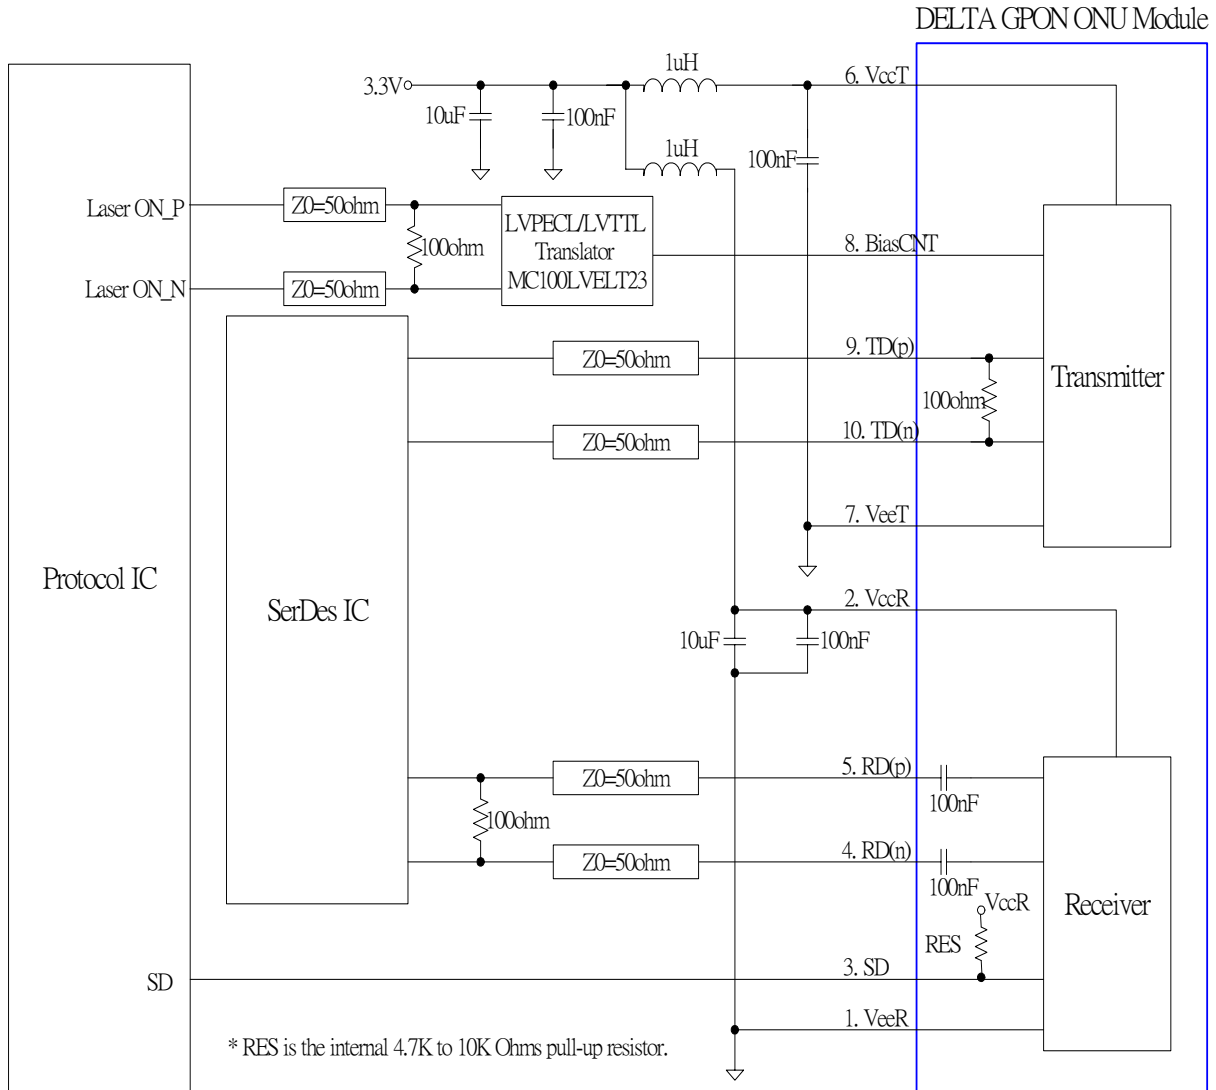 DELTA GPON ONU Module
1uH
3.3V
6. VccT
10uF
100nF
1uH
100nF
Laser ON_P
Z0=50ohm
LVPECL/LVTTL
Translator
MC100LVELT23
100ohm
8. BiasCNT
Laser ON_N
Z0=50ohm
Z0=50ohm
9. TD(p)
100ohm
Transmitter
Z0=50ohm
10. TD(n)
7. VeeT
Protocol IC
SerDes IC
2. VccR
10uF
100nF
Z0=50ohm
5. RD(p)
100nF
100ohm
Z0=50ohm
4. RD(n)
100nF
VccR
Receiver
RES
SD
3. SD
1. VeeR
* RES is the internal 4.7K to 10K Ohms pull-up resistor.